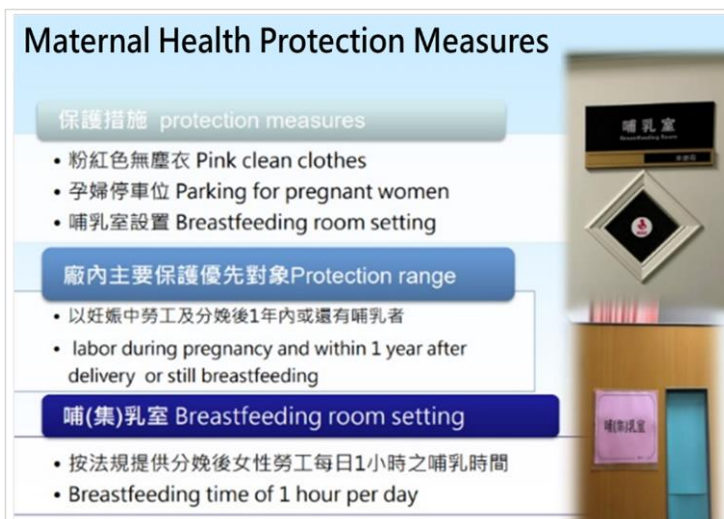 Maternal Health Protection Measures
保護措施 protection measures
• 粉紅色無塵衣 Pink clean clothes
• 孕婦停車位 Parking for pregnant women
• 哺乳室設置 Breastfeeding room setting
廠內主要保護優先對象Protection range
• 以妊娠中勞工及分娩後1年內或還有哺乳者
• labor during pregnancy and within 1 year after
delivery or still breastfeeding
哺(集)乳室 Breastfeeding room setting
• 按法規提供分娩後女性勞工每日1小時之哺乳時間
• Breastfeeding time of 1 hour per day
哺乳室
Breastfeeding Room
哺(集)乳室